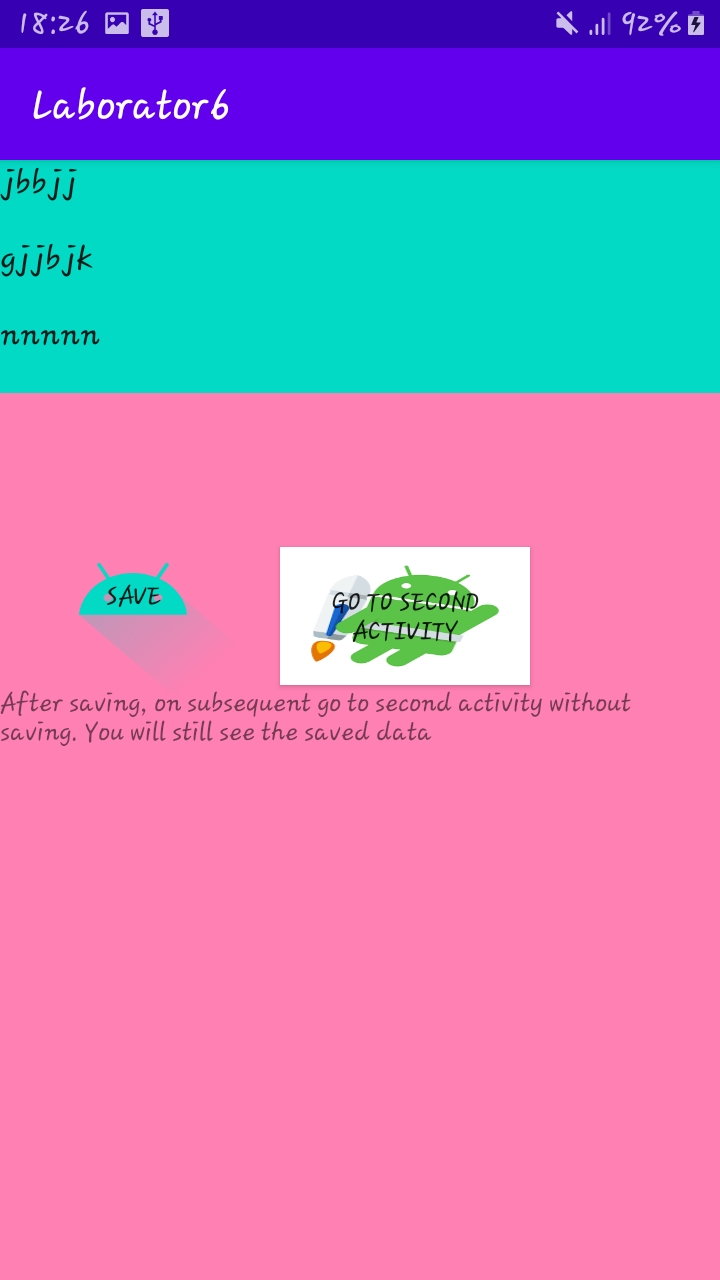 18:26 92%
Laborator6
jbbjj
gjjbjk
nnnnn
SAVE
GO TO SECOND
ACTIVITY
After saving, on subsequent go to second activity without
saving. You will still see the saved data